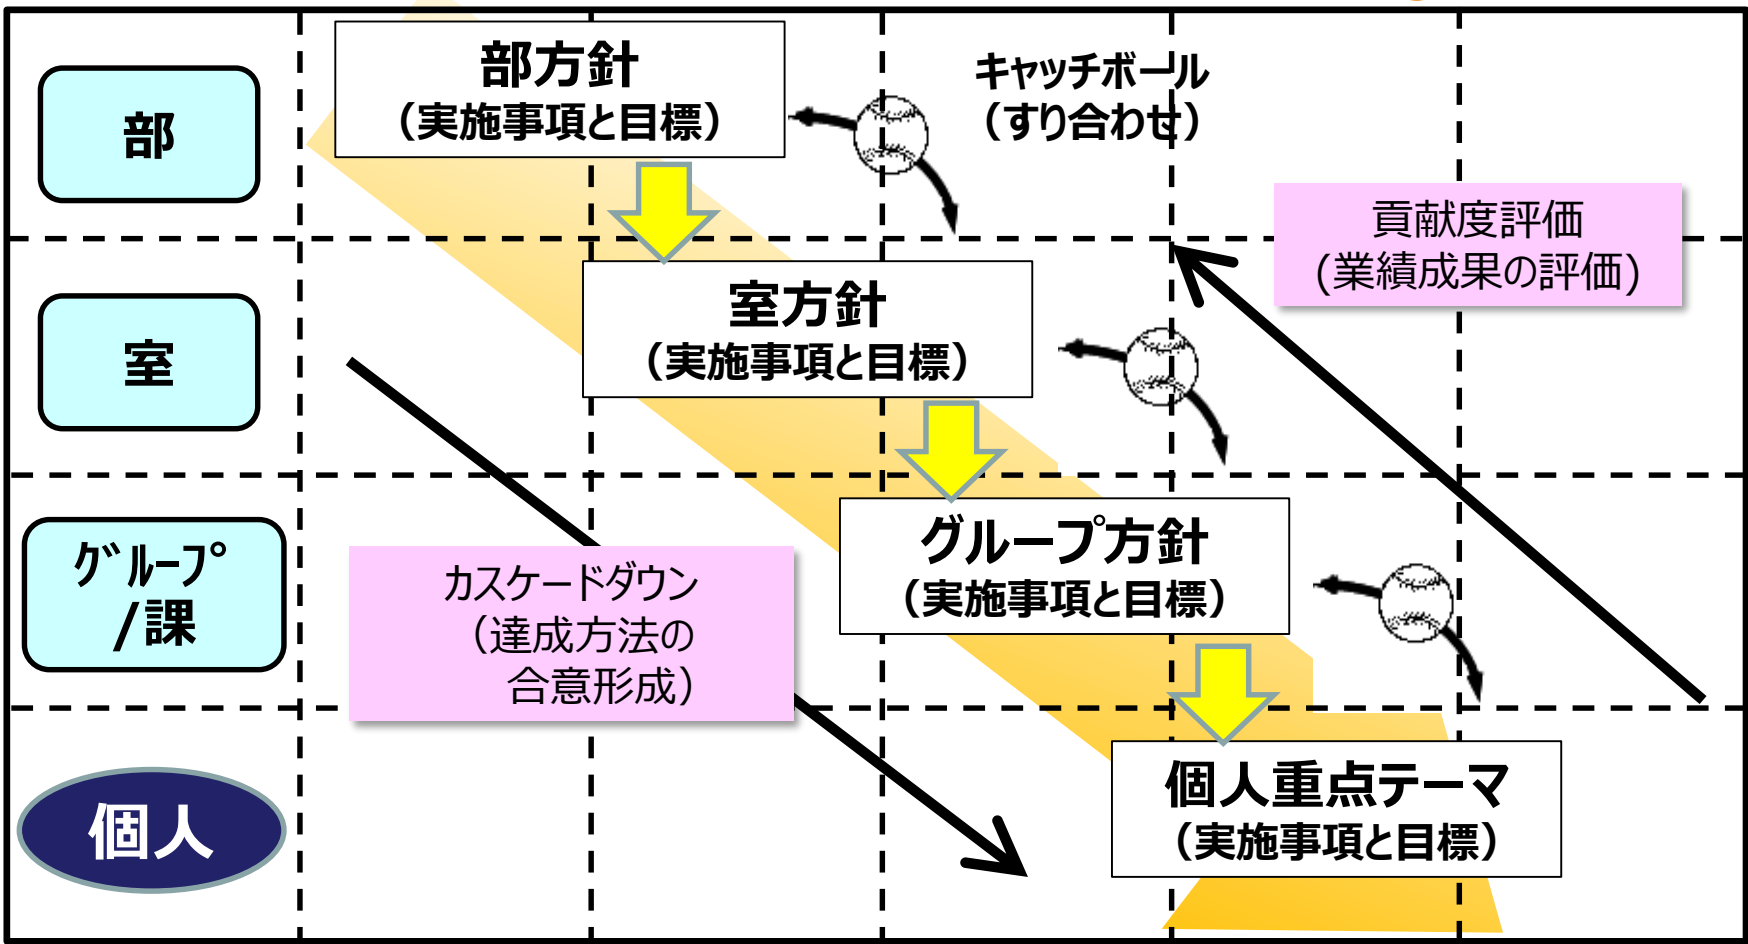 部
部方針
（実施事項と目標）
キャッチボール
（すり合わせ）
貢献度評価
(業績成果の評価)
室
室方針
（実施事項と目標）
ｸﾞﾙｰﾌﾟ
/課
グループ方針
（実施事項と目標）
カスケードダウン
（達成方法の
合意形成）
個人
個人重点テーマ
（実施事項と目標）